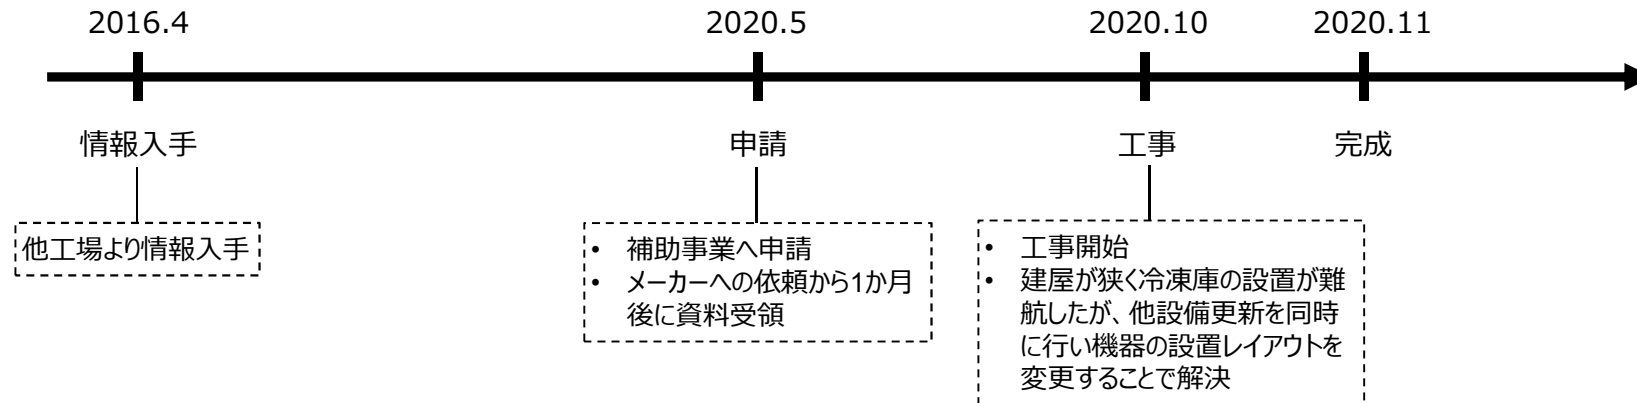 2016.4
2020.5
2020.10
2020.11
情報入手
申請
工事
完成
他工場より情報入手
• 補助事業へ申請
• メーカーへの依頼から1か月
後に資料受領
• 工事開始
• 建屋が狭く冷凍庫の設置が難
航したが、他設備更新を同時
に行い機器の設置レイアウトを
変更することで解決